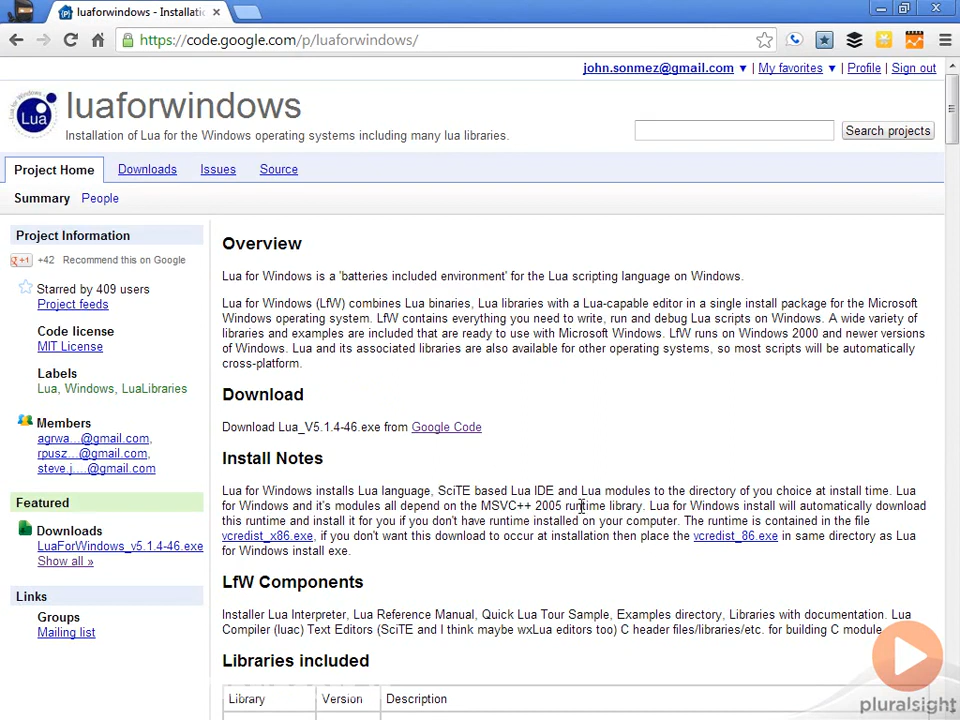 luaforwindows - Installatio
https://code.google.com/p/luaforwindows/
john.sonmez@gmail.com ▼ | My favorites ▼ | Profile | Sign out
Lua
luaforwindows
Installation of Lua for the Windows operating systems including many lua libraries.
Search projects
Project Home Downloads Issues Source
Summary People
Project Information
+1 +42 Recommend this on Google
Starred by 409 users
Project feeds
Code license
MIT License
Labels
Lua, Windows, LuaLibraries
Members
agrwa...@gmail.com,
rpusz...@gmail.com,
steve.j....@gmail.com
Featured
Downloads
LuaForWindows_v5.1.4-46.exe
Show all »
Links
Groups
Mailing list
Overview
Lua for Windows is a 'batteries included environment' for the Lua scripting language on Windows.
Lua for Windows (LfW) combines Lua binaries, Lua libraries with a Lua-capable editor in a single install package for the Microsoft
Windows operating system. LfW contains everything you need to write, run and debug Lua scripts on Windows. A wide variety of
libraries and examples are included that are ready to use with Microsoft Windows. LfW runs on Windows 2000 and newer versions
of Windows. Lua and its associated libraries are also available for other operating systems, so most scripts will be automatically
cross-platform.
Download
Download Lua_V5.1.4-46.exe from Google Code
Install Notes
Lua for Windows installs Lua language, SciTE based Lua IDE and Lua modules to the directory of you choice at install time. Lua
for Windows and it's modules all depend on the MSVC++ 2005 runtime library. Lua for Windows install will automatically download
this runtime and install it for you if you don't have runtime installed on your computer. The runtime is contained in the file
vcredist_x86.exe, if you don't want this download to occur at installation then place the vcredist_86.exe in same directory as Lua
for Windows install exe.
LfW Components
Installer Lua Interpreter, Lua Reference Manual, Quick Lua Tour Sample, Examples directory, Libraries with documentation. Lua
Compiler (luac) Text Editors (SciTE and I think maybe wxLua editors too) C header files/libraries/etc. for building C module
Libraries included
Library Version Description
pluralsight